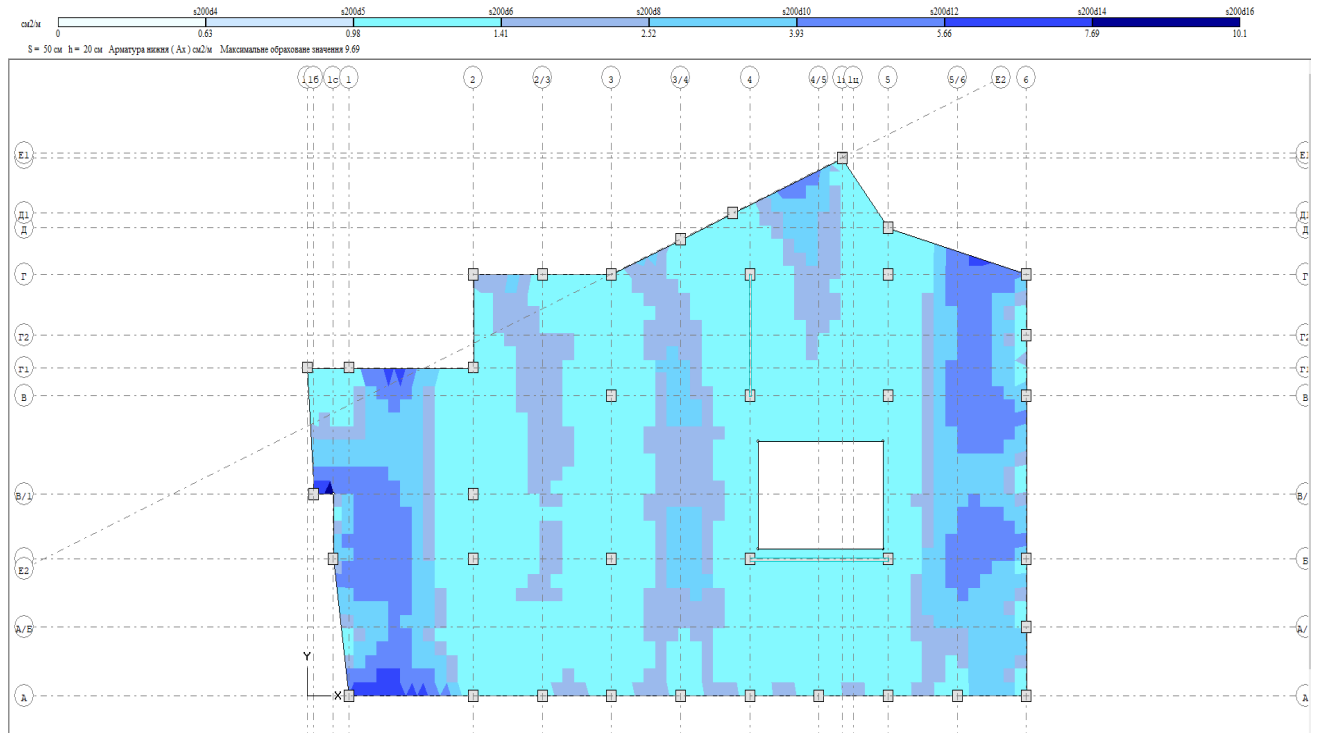 s200d4 s200d5 s200d6 s200d8 s200d10 s200d12 s200d14 s200d16
см2/м
0 0.63 0.98 1.41 2.52 3.93 5.66 7.69 10.1
S = 50 см h = 20 см Арматура нижня ( Ax ) см2/м Максимальне обраховане значення 9.69
1б 1с 1 2 2/3 3 3/4 4 4/5 1ц 5 5/6 Е2 6
Е1
Д1
Д
Г
Г2
Г1
В
В/1
Б
Е2
А/Б
Y
X
А А